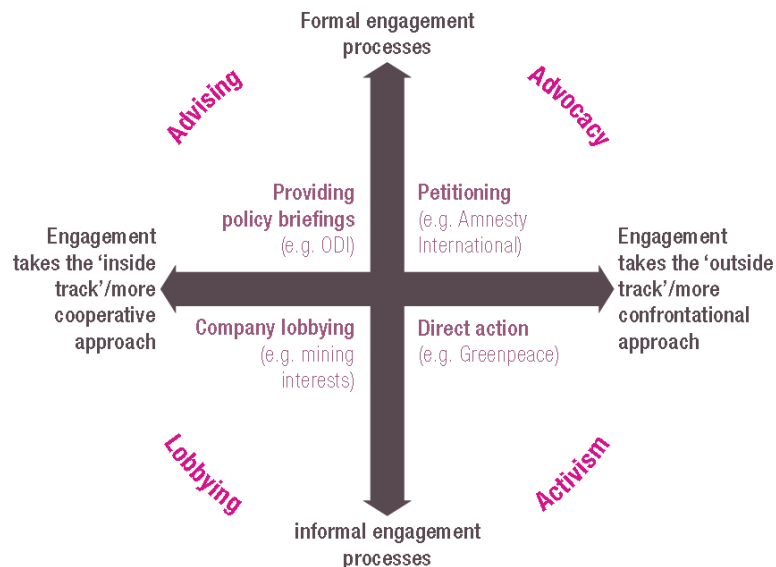 Formal engagement
processes
Advising
Advocacy
Providing
policy briefings
(e.g. ODI)
Petitioning
(e.g. Amnesty
International)
Engagement
takes the ‘inside
track’/more
cooperative
approach
Engagement
takes the ‘outside
track’/more
confrontational
approach
Company lobbying
(e.g. mining
interests)
Direct action
(e.g. Greenpeace)
Lobbying
Activism
informal engagement
processes